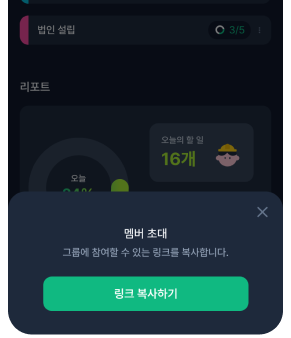 법인 설립
3/5
리포트
오늘의 할 일
16개
오늘
멤버 초대
그룹에 참여할 수 있는 링크를 복사합니다.
링크 복사하기